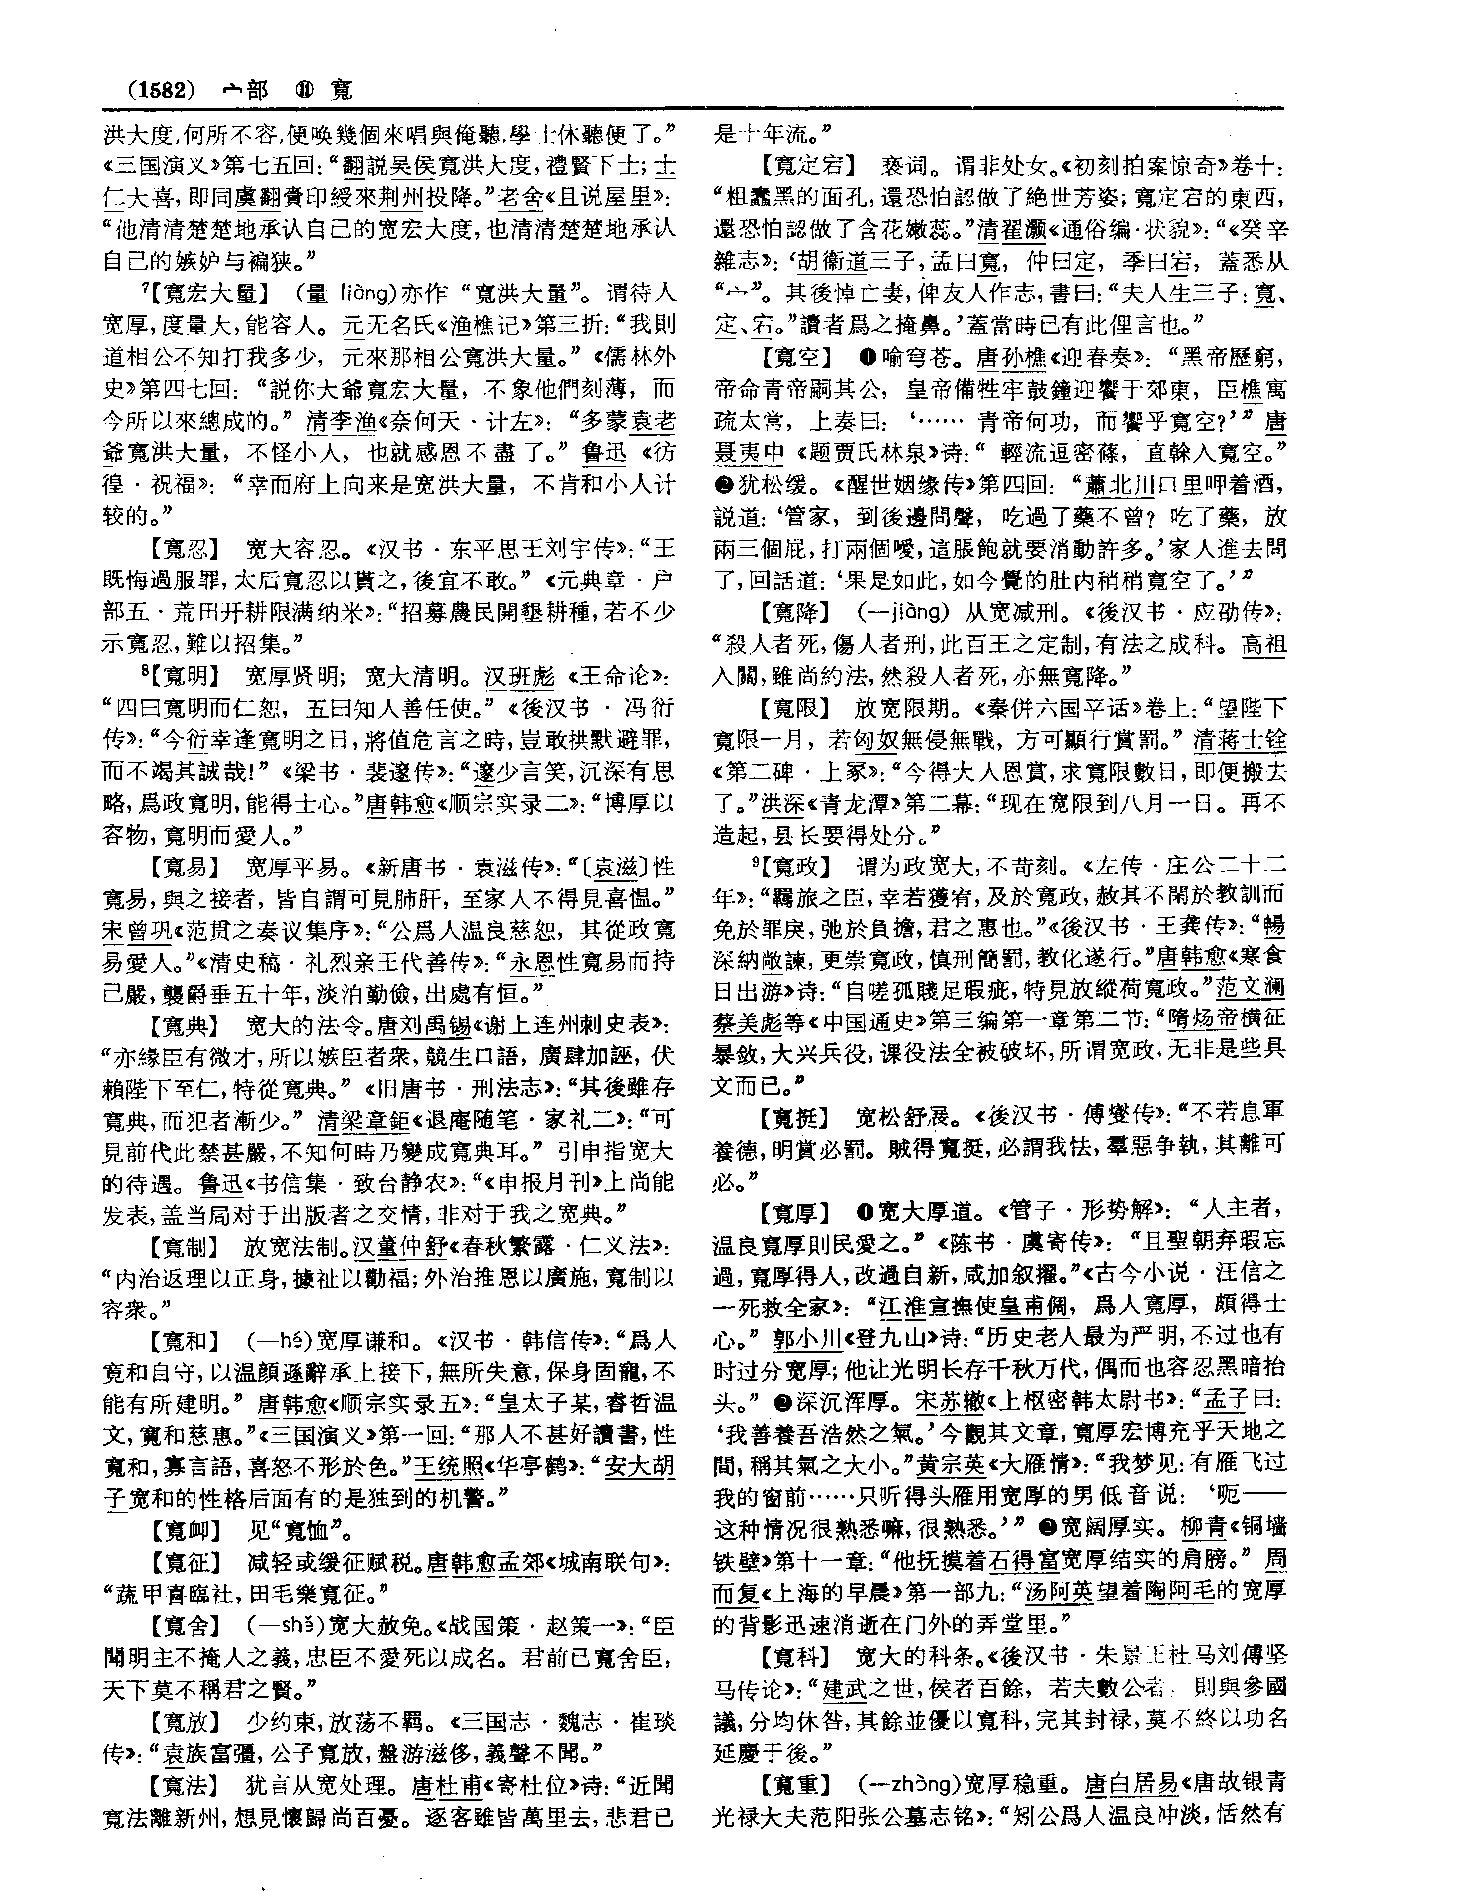 (1582) 宀部 ⑪ 寬
洪大度,何所不容,便唤幾個來唱與俺聽,學士休聽便了。”
《三国演义》第七五回:“翻説吴侯寬洪大度,禮賢下士;士
仁大喜,即同虞翻賫印綬來荆州投降。”老舍《且说屋里》:
“他清清楚楚地承认自己的宽宏大度,也清清楚楚地承认
自己的嫉妒与褊狭。”
⁷【寬宏大量】 (量 liàng)亦作“寬洪大量”。谓待人
宽厚,度量大,能容人。元无名氏《渔樵记》第三折:“我則
道相公不知打我多少,元來那相公寬洪大量。”《儒林外
史》第四七回:“説你大爺寬宏大量,不象他們刻薄,而
今所以來總成的。”清李渔《奈何天·计左》:“多蒙袁老
爺寬洪大量,不怪小人,也就感恩不盡了。”鲁迅《彷
徨·祝福》:“幸而府上向来是宽洪大量,不肯和小人计
较的。”
【寬忍】 宽大容忍。《汉书·东平思王刘宇传》:“王
既悔過服罪,太后寬忍以貰之,後宜不敢。”《元典章·户
部五·荒田开耕限满纳米》:“招募農民開墾耕種,若不少
示寬忍,難以招集。”
⁸【寬明】 宽厚贤明;宽大清明。汉班彪《王命论》:
“四曰寬明而仁恕,五曰知人善任使。”《後汉书·冯衍
传》:“今衍幸逢寬明之日,將值危言之時,豈敢拱默避罪,
而不竭其誠哉!”《梁书·裴邃传》:“邃少言笑,沉深有思
略,爲政寬明,能得士心。”唐韩愈《顺宗实录二》:“博厚以
容物,寬明而愛人。”
【寬易】 宽厚平易。《新唐书·袁滋传》:“〔袁滋〕性
寬易,與之接者,皆自謂可見肺肝,至家人不得見喜愠。”
宋曾巩《范贯之奏议集序》:“公爲人温良慈恕,其從政寬
易愛人。”《清史稿·礼烈亲王代善传》:“永恩性寬易而持
己嚴,襲爵垂五十年,淡泊勤儉,出處有恒。”
【寬典】 宽大的法令。唐刘禹锡《谢上连州刺史表》:
“亦緣臣有微才,所以嫉臣者衆,競生口語,廣肆加誣,伏
賴陛下至仁,特從寬典。”《旧唐书·刑法志》:“其後雖存
寬典,而犯者漸少。”清梁章鉅《退庵随笔·家礼二》:“可
見前代此禁甚嚴,不知何時乃變成寬典耳。”引申指宽大
的待遇。鲁迅《书信集·致台静农》:“《申报月刊》上尚能
发表,盖当局对于出版者之交情,非对于我之宽典。”
【寬制】 放宽法制。汉董仲舒《春秋繁露·仁义法》:
“内治返理以正身,據祉以勸福;外治推恩以廣施,寬制以
容衆。”
【寬和】 (—hé)宽厚谦和。《汉书·韩信传》:“爲人
寬和自守,以温顔遜辭承上接下,無所失意,保身固寵,不
能有所建明。”唐韩愈《顺宗实录五》:“皇太子某,睿哲温
文,寬和慈惠。”《三国演义》第一回:“那人不甚好讀書,性
寬和,寡言語,喜怒不形於色。”王统照《华亭鹤》:“安大胡
子宽和的性格后面有的是独到的机警。”
【寬卹】 见“寬恤”。
【寬征】 减轻或缓征赋税。唐韩愈孟郊《城南联句》:
“蔬甲喜臨社,田毛樂寬征。”
【寬舍】 (—shě)宽大赦免。《战国策·赵策一》:“臣
聞明主不掩人之義,忠臣不愛死以成名。君前已寬舍臣,
天下莫不稱君之賢。”
【寬放】 少约束,放荡不羁。《三国志·魏志·崔琰
传》:“袁族富彊,公子寬放,盤游滋侈,義聲不聞。”
【寬法】 犹言从宽处理。唐杜甫《寄杜位》诗:“近聞
寬法離新州,想見懷歸尚百憂。逐客雖皆萬里去,悲君已
是十年流。”
【寬定宕】 亵词。谓非处女。《初刻拍案惊奇》卷十:
“粗蠢黑的面孔,還恐怕認做了絶世芳姿;寬定宕的東西,
還恐怕認做了含花嫩蕊。”清翟灏《通俗编·状貌》:“《癸辛
雜志》:‘胡衛道三子,孟曰寬,仲曰定,季曰宕,蓋悉从
“宀”。其後悼亡妻,俾友人作志,書曰:“夫人生三子:寬、
定、宕。”讀者爲之掩鼻。’蓋當時已有此俚言也。”
【寬空】 ❶喻穹苍。唐孙樵《迎春奏》:“黑帝歷窮,
帝命青帝嗣其公,皇帝備牲牢鼓鐘迎饗于郊東,臣樵寓
疏太常,上奏曰:‘……青帝何功,而饗乎寬空?’”唐
聂夷中《题贾氏林泉》诗:“輕流逗密篠,直榦入寬空。”
❷犹松缓。《醒世姻缘传》第四回:“蕭北川口里呷着酒,
説道:‘管家,到後邊問聲,吃過了藥不曾?吃了藥,放
兩三個屁,打兩個噯,這脹飽就要消動許多。’家人進去問
了,回話道:‘果是如此,如今覺的肚内稍稍寬空了。’”
【寬降】 (—jiàng) 从宽减刑。《後汉书·应劭传》:
“殺人者死,傷人者刑,此百王之定制,有法之成科。高祖
入關,雖尚約法,然殺人者死,亦無寬降。”
【寬限】 放宽限期。《秦併六国平话》卷上:“望陛下
寬限一月,若匈奴無侵無戰,方可顯行賞罰。”清蒋士铨
《第二碑·上冢》:“今得大人恩賞,求寬限數日,即便搬去
了。”洪深《青龙潭》第二幕:“现在宽限到八月一日。再不
造起,县长要得处分。”
⁹【寬政】 谓为政宽大,不苛刻。《左传·庄公二十二
年》:“羈旅之臣,幸若獲宥,及於寬政,赦其不閑於教訓而
免於罪戾,弛於負擔,君之惠也。”《後汉书·王龚传》:“暢
深納敞諫,更崇寬政,慎刑簡罰,教化遂行。”唐韩愈《寒食
日出游》诗:“自嗟孤賤足瑕疵,特見放縱荷寬政。”范文澜
蔡美彪等《中国通史》第三编第一章第二节:“隋炀帝横征
暴敛,大兴兵役,课役法全被破坏,所谓宽政,无非是些具
文而已。”
【寬挺】 宽松舒展。《後汉书·傅燮传》:“不若息軍
養德,明賞必罰。賊得寬挺,必謂我怯,羣惡争執,其離可
必。”
【寬厚】 ❶宽大厚道。《管子·形势解》:“人主者,
温良寬厚則民愛之。”《陈书·虞寄传》:“且聖朝弃瑕忘
過,寬厚得人,改過自新,咸加叙擢。”《古今小说·汪信之
一死救全家》:“江淮宣撫使皇甫倜,爲人寬厚,頗得士
心。”郭小川《登九山》诗:“历史老人最为严明,不过也有
时过分宽厚;他让光明长存千秋万代,偶而也容忍黑暗抬
头。”❷深沉浑厚。宋苏辙《上枢密韩太尉书》:“孟子曰:
‘我善養吾浩然之氣。’今觀其文章,寬厚宏博充乎天地之
間,稱其氣之大小。”黄宗英《大雁情》:“我梦见:有雁飞过
我的窗前……只听得头雁用宽厚的男低音说:‘呃——
这种情况很熟悉嘛,很熟悉。’”❸宽阔厚实。柳青《铜墙
铁壁》第十一章:“他抚摸着石得富宽厚结实的肩膀。”周
而复《上海的早晨》第一部九:“汤阿英望着陶阿毛的宽厚
的背影迅速消逝在门外的弄堂里。”
【寬科】 宽大的科条。《後汉书·朱景王杜马刘傅坚
马传论》:“建武之世,侯者百餘,若夫數公者,則與參國
議,分均休咎,其餘並優以寬科,完其封禄,莫不終以功名
延慶于後。”
【寬重】 (—zhòng)宽厚稳重。唐白居易《唐故银青
光禄大夫范阳张公墓志铭》:“矧公爲人温良冲淡,恬然有